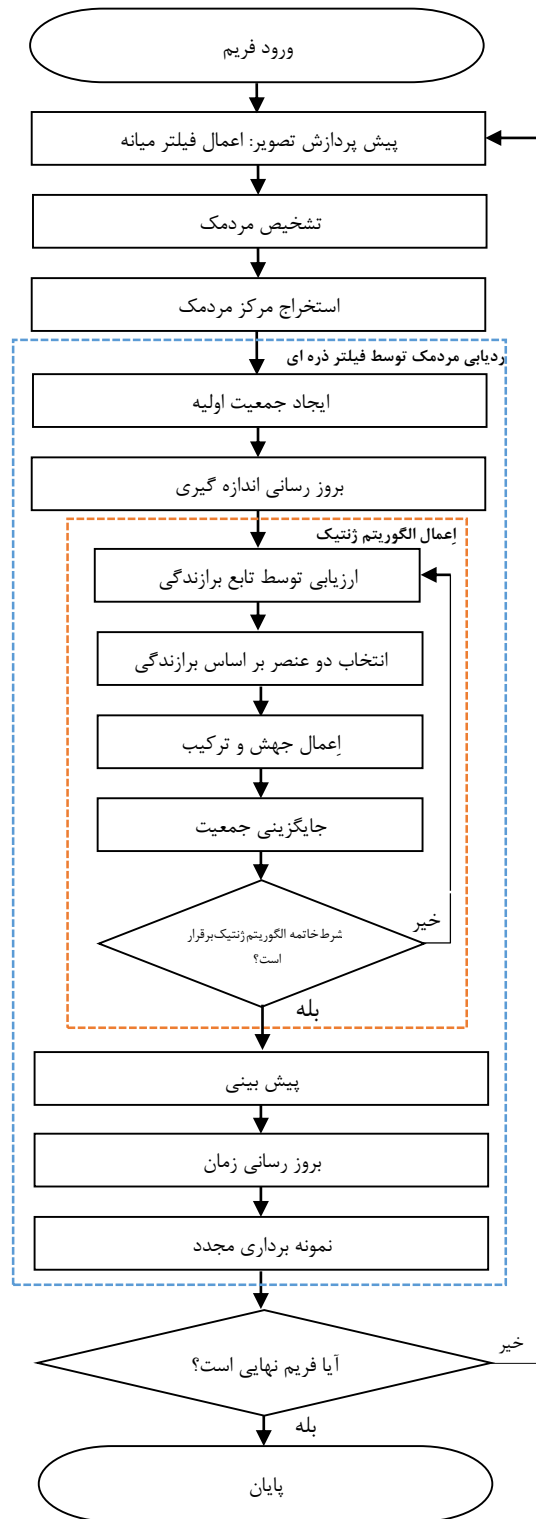 ورود فریم
پیش پردازش تصویر: اعمال فیلتر میانه
تشخیص مردمک
استخراج مرکز مردمک
ردیابی مردمک توسط فیلتر ذره ای
ایجاد جمعیت اولیه
بروز رسانی اندازه گیری
اِعمال الگوریتم ژنتیک
ارزیابی توسط تابع برازندگی
انتخاب دو عنصر بر اساس برازندگی
اِعمال جهش و ترکیب
جایگزینی جمعیت
شرط خاتمه الگوریتم ژنتیک برقرار
است؟
خیر
بله
پیش بینی
بروز رسانی زمان
نمونه برداری مجدد
آیا فریم نهایی است؟
خیر
بله
پایان